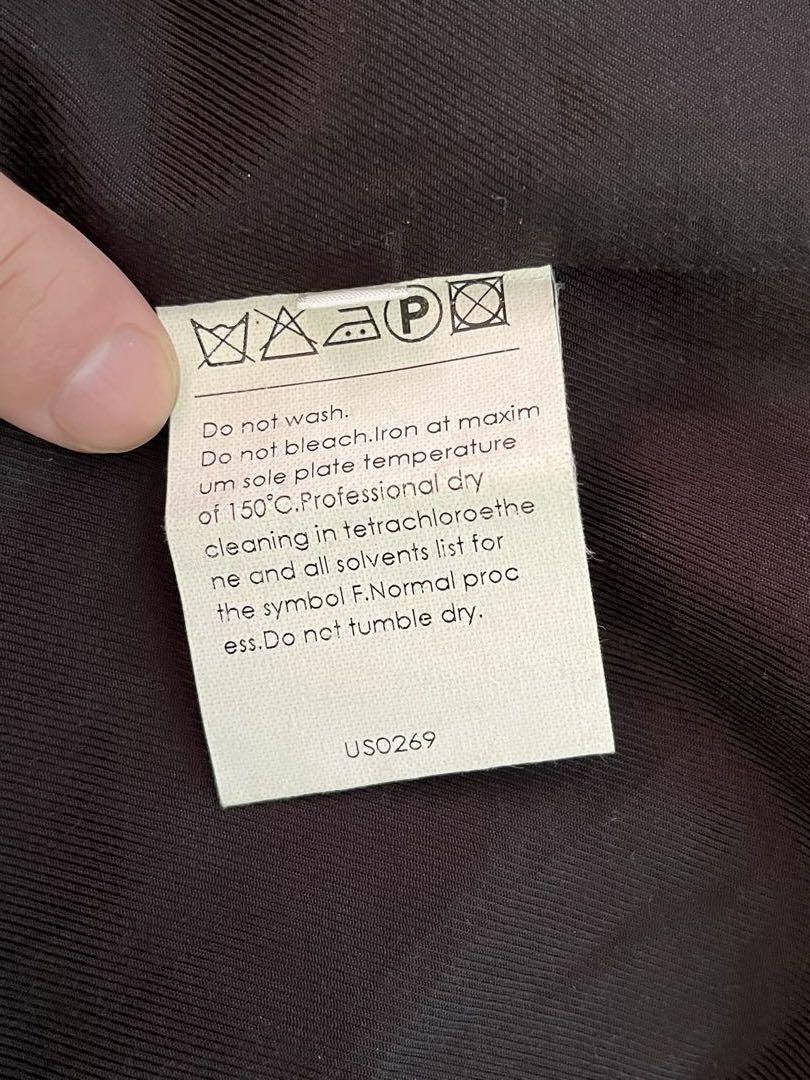 P
Do not wash.
Do not bleach.Iron at maxim
um sole plate temperature
of 150°C.Professional dry
cleaning in tetrachloroethe
ne and all solvents list for
the symbol F.Normal proc
ess.Do not tumble dry.
US0269